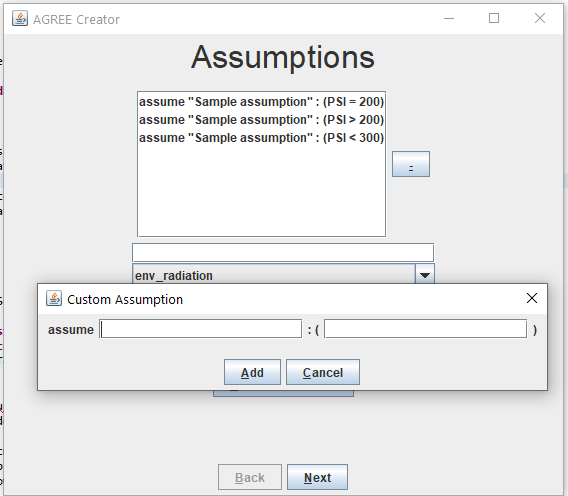 AGREE Creator
Assumptions
assume "Sample assumption" : (PSI = 200)
assume "Sample assumption" : (PSI > 200)
assume "Sample assumption" : (PSI < 300)
-
env_radiation
Custom Assumption
assume : ( )
Add Cancel
Back Next